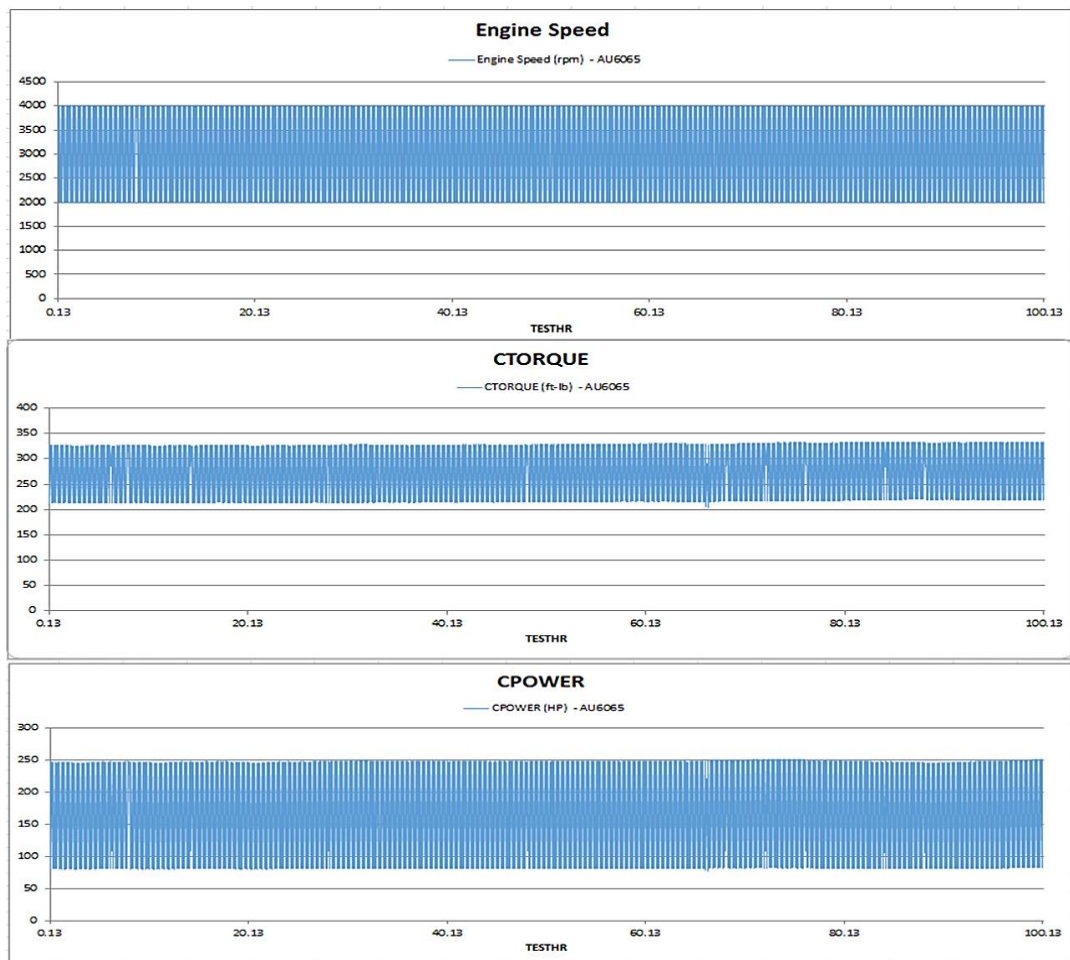 Engine Speed
Engine Speed (rpm) - AU6065
4500
4000
3500
3000
2500
2000
1500
1000
500
0
0.13 20.13 40.13 60.13 80.13 100.13
TESTHR
CTORQUE
CTORQUE (ft-lb) - AU6065
400
350
300
250
200
150
100
50
0
0.13 20.13 40.13 60.13 80.13 100.13
TESTHR
CPOWER
CPOWER (HP) - AU6065
300
250
200
150
100
50
0
0.13 20.13 40.13 60.13 80.13 100.13
TESTHR